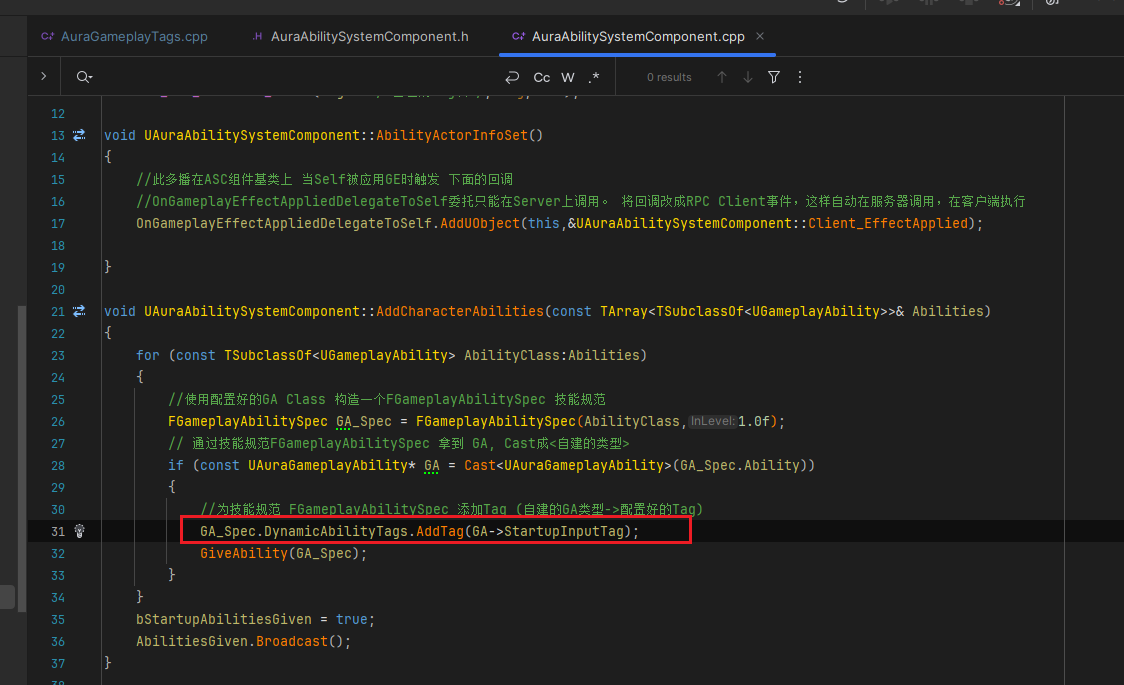 AuraGameplayTags.cpp
.H AuraAbilitySystemComponent.h
AuraAbilitySystemComponent.cpp
Cc W .* 0 results
12
13 void UAuraAbilitySystemComponent::AbilityActorInfoSet()
14 {
15 //此多播在ASC组件基类上 当Self被应用GE时触发 下面的回调
16 //OnGameplayEffectAppliedDelegateToSelf委托只能在Server上调用。 将回调改成RPC Client事件，这样自动在服务器调用，在客户端执行
17 OnGameplayEffectAppliedDelegateToSelf.AddUObject(this,&UAuraAbilitySystemComponent::Client_EffectApplied);
18
19 }
20
21 void UAuraAbilitySystemComponent::AddCharacterAbilities(const TArray<TSubclassOf<UGameplayAbility>>& Abilities)
22 {
23 for (const TSubclassOf<UGameplayAbility> AbilityClass:Abilities)
24 {
25 //使用配置好的GA Class 构造一个FGameplayAbilitySpec 技能规范
26 FGameplayAbilitySpec GA_Spec = FGameplayAbilitySpec(AbilityClass,InLevel:1.0f);
27 // 通过技能规范FGameplayAbilitySpec 拿到 GA, Cast成<自建的类型>
28 if (const UAuraGameplayAbility* GA = Cast<UAuraGameplayAbility>(GA_Spec.Ability))
29 {
30 //为技能规范 FGameplayAbilitySpec 添加Tag (自建的GA类型->配置好的Tag)
31 GA_Spec.DynamicAbilityTags.AddTag(GA->StartupInputTag);
32 GiveAbility(GA_Spec);
33 }
34 }
35 bStartupAbilitiesGiven = true;
36 AbilitiesGiven.Broadcast();
37 }